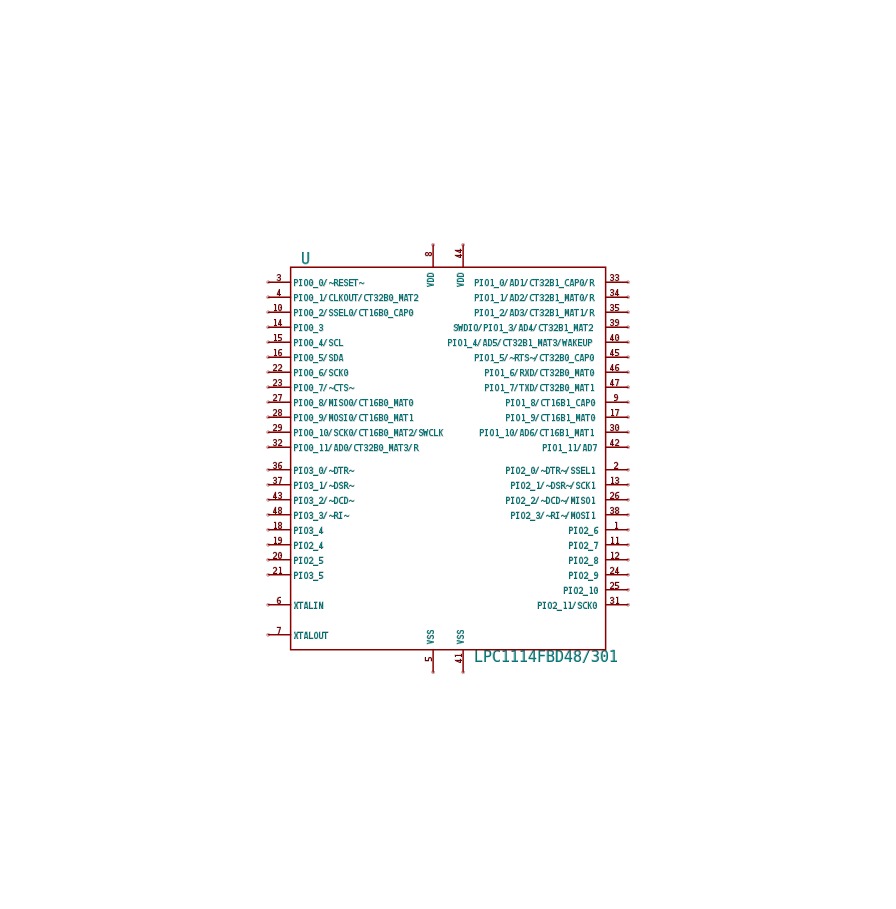 U
8 44
VDD VDD
3 PIO0_0/~RESET~ PIO1_0/AD1/CT32B1_CAP0/R 33
4 PIO0_1/CLKOUT/CT32B0_MAT2 PIO1_1/AD2/CT32B1_MAT0/R 34
10 PIO0_2/SSEL0/CT16B0_CAP0 PIO1_2/AD3/CT32B1_MAT1/R 35
14 PIO0_3 SWDIO/PIO1_3/AD4/CT32B1_MAT2 39
15 PIO0_4/SCL PIO1_4/AD5/CT32B1_MAT3/WAKEUP 40
16 PIO0_5/SDA PIO1_5/~RTS~/CT32B0_CAP0 45
22 PIO0_6/SCK0 PIO1_6/RXD/CT32B0_MAT0 46
23 PIO0_7/~CTS~ PIO1_7/TXD/CT32B0_MAT1 47
27 PIO0_8/MISO0/CT16B0_MAT0 PIO1_8/CT16B1_CAP0 9
28 PIO0_9/MOSI0/CT16B0_MAT1 PIO1_9/CT16B1_MAT0 17
29 PIO0_10/SCK0/CT16B0_MAT2/SWCLK PIO1_10/AD6/CT16B1_MAT1 30
32 PIO0_11/AD0/CT32B0_MAT3/R PIO1_11/AD7 42
36 PIO3_0/~DTR~ PIO2_0/~DTR~/SSEL1 2
37 PIO3_1/~DSR~ PIO2_1/~DSR~/SCK1 13
43 PIO3_2/~DCD~ PIO2_2/~DCD~/MISO1 26
48 PIO3_3/~RI~ PIO2_3/~RI~/MOSI1 38
18 PIO3_4 PIO2_6 1
19 PIO2_4 PIO2_7 11
20 PIO2_5 PIO2_8 12
21 PIO3_5 PIO2_9 24
PIO2_10 25
6 XTALIN PIO2_11/SCK0 31
7 XTALOUT
VSS VSS
5 41
LPC1114FBD48/301